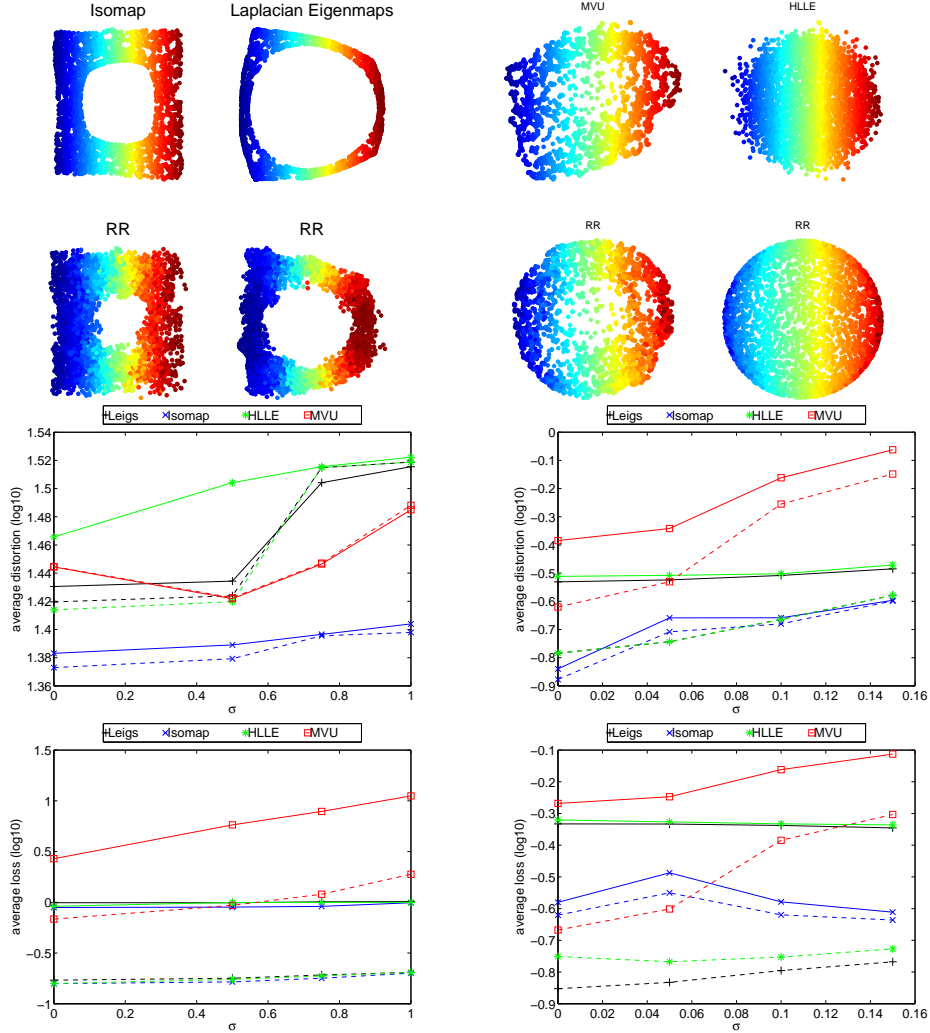 Isomap
Laplacian Eigenmaps
MVU
HLLE
RR
RR
RR
RR
Leigs Isomap HLLE MVU
1.54
1.52
1.5
1.48
1.46
1.44
1.42
1.4
1.38
1.36
average distortion (log10)
0 0.2 0.4 0.6 0.8 1
σ
Leigs Isomap HLLE MVU
0
−0.1
−0.2
−0.3
−0.4
−0.5
−0.6
−0.7
−0.8
−0.9
average distortion (log10)
0 0.02 0.04 0.06 0.08 0.1 0.12 0.14 0.16
σ
Leigs Isomap HLLE MVU
1.5
1
0.5
0
−0.5
−1
average loss (log10)
0 0.2 0.4 0.6 0.8 1
σ
Leigs Isomap HLLE MVU
−0.1
−0.2
−0.3
−0.4
−0.5
−0.6
−0.7
−0.8
−0.9
average loss (log10)
0 0.02 0.04 0.06 0.08 0.1 0.12 0.14 0.16
σ